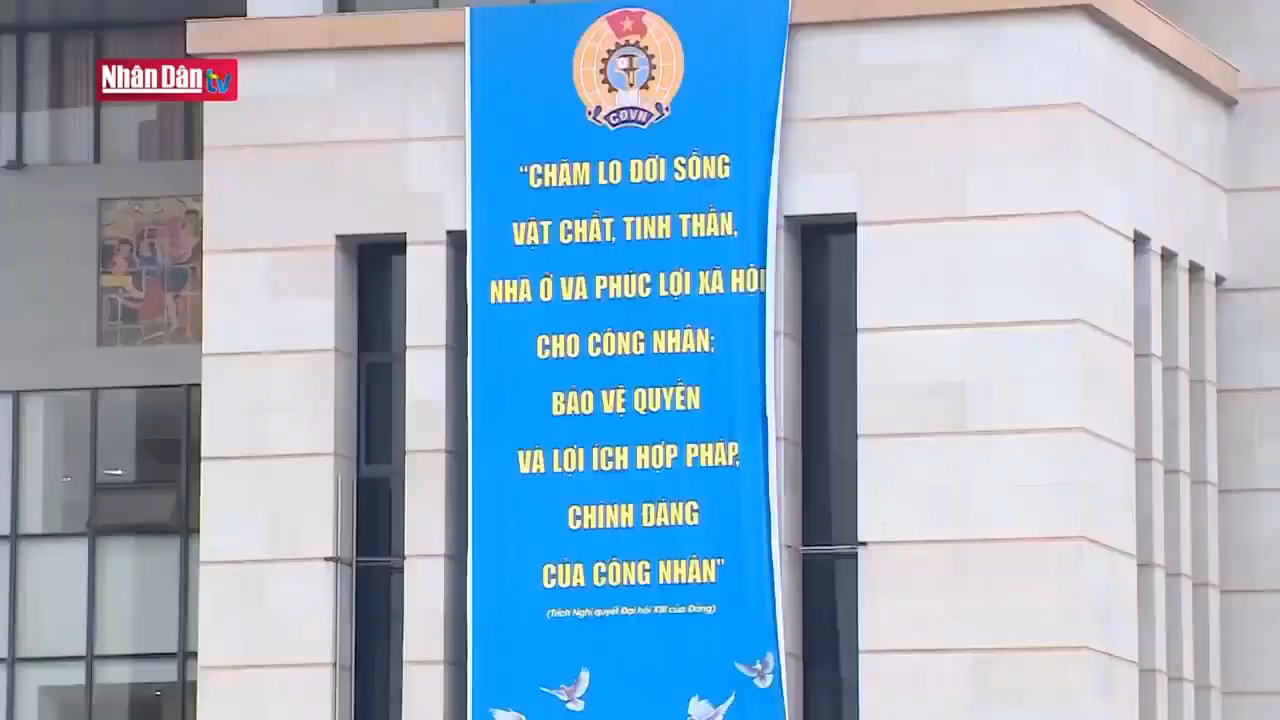 Nhân Dân tv
CĐVN
"CHĂM LO ĐỜI SỐNG
VẬT CHẤT, TINH THẦN,
NHÀ Ở VÀ PHÚC LỢI XÃ HỘI
CHO CÔNG NHÂN;
BẢO VỆ QUYỀN
VÀ LỢI ÍCH HỢP PHÁP,
CHÍNH ĐÁNG
CỦA CÔNG NHÂN"
(Trích Nghị quyết Đại hội XIII của Đảng)